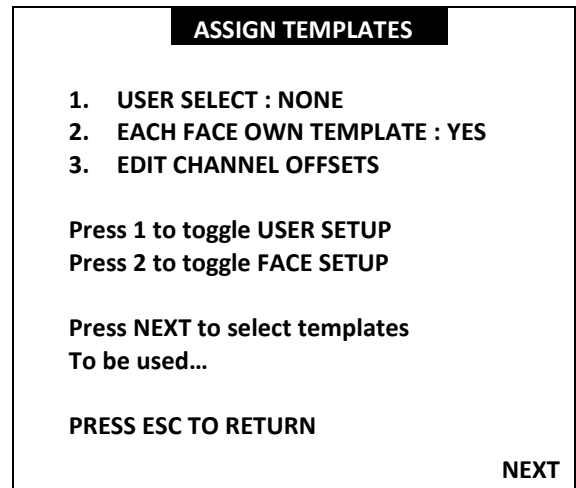 ASSIGN TEMPLATES
1. USER SELECT : NONE
2. EACH FACE OWN TEMPLATE : YES
3. EDIT CHANNEL OFFSETS
Press 1 to toggle USER SETUP
Press 2 to toggle FACE SETUP
Press NEXT to select templates
To be used…
PRESS ESC TO RETURN
NEXT